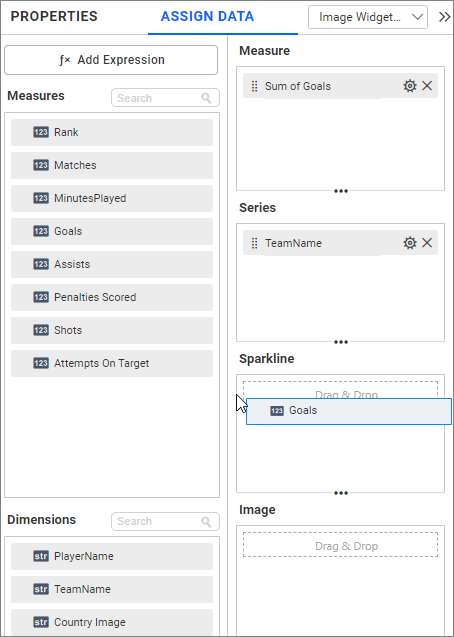 PROPERTIES
ASSIGN DATA
Image Widget...
ƒ× Add Expression
Measures
Search
123 Rank
123 Matches
123 MinutesPlayed
123 Goals
123 Assists
123 Penalties Scored
123 Shots
123 Attempts On Target
Dimensions
Search
str PlayerName
str TeamName
str Country Image
Measure
Sum of Goals
Series
TeamName
Sparkline
Drag & Drop
123 Goals
Image
Drag & Drop